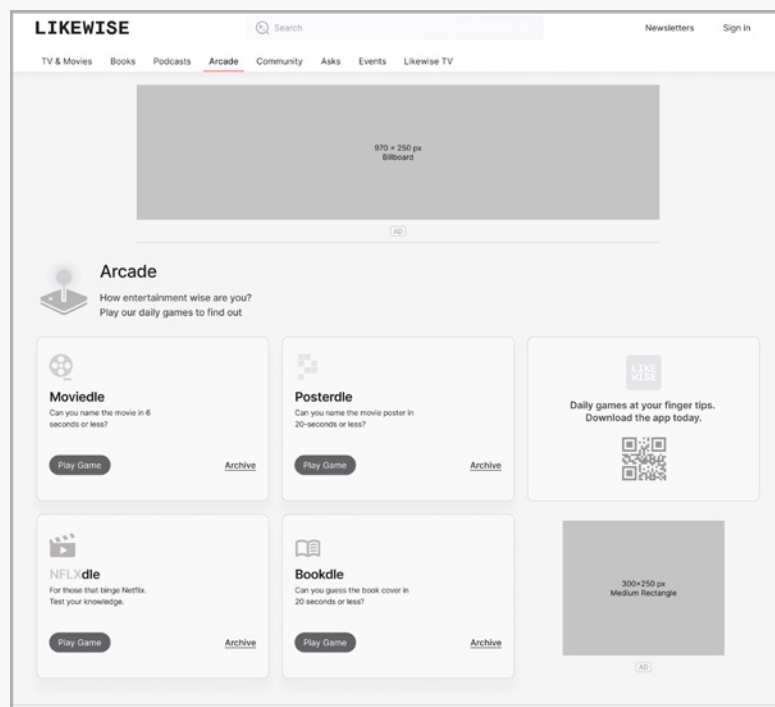 LIKEWISE
Search
Newsletters
Sign in
TV & Movies
Books
Podcasts
Arcade
Community
Asks
Events
Likewise TV
970 × 250 px
Billboard
AD
Arcade
How entertainment wise are you?
Play our daily games to find out
Moviedle
Can you name the movie in 6
seconds or less?
Play Game
Archive
Posterdle
Can you name the movie poster in
20-seconds or less?
Play Game
Archive
LIKE
WISE
Daily games at your finger tips.
Download the app today.
NFLXdle
For those that binge Netflix.
Test your knowledge.
Play Game
Archive
Bookdle
Can you guess the book cover in
20 seconds or less?
Play Game
Archive
300×250 px
Medium Rectangle
AD